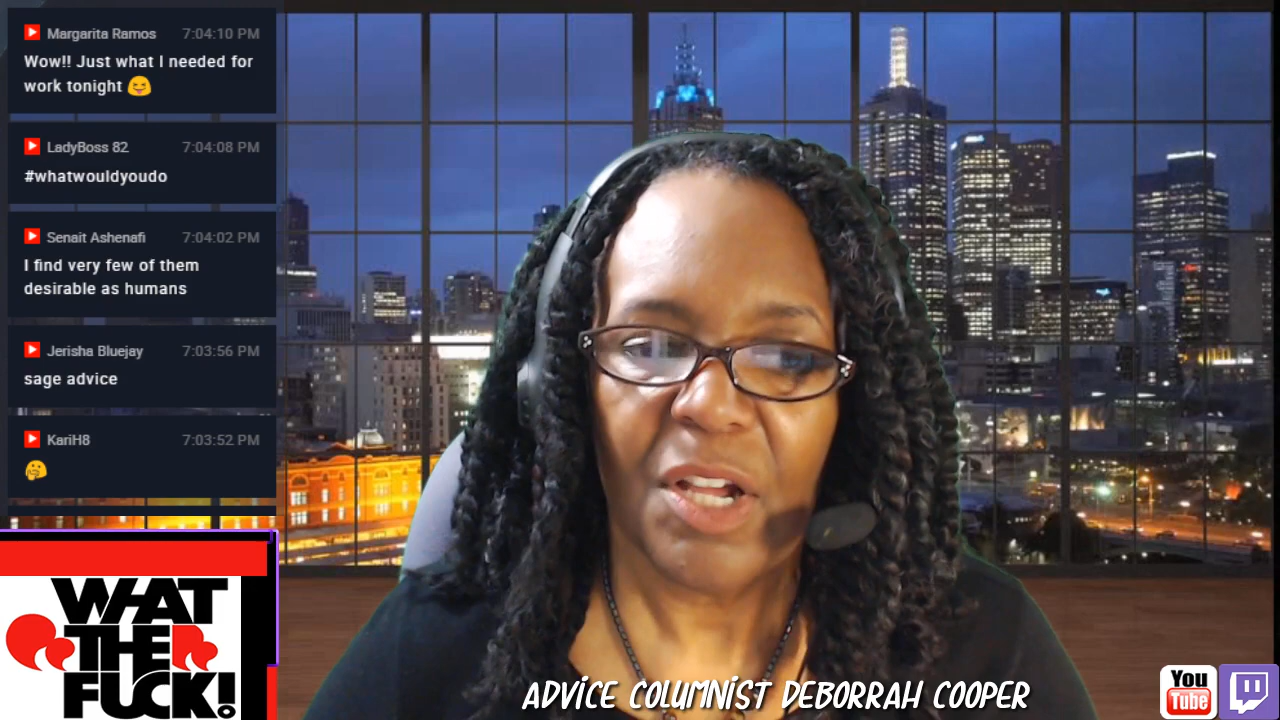 Margarita Ramos 7:04:10 PM
Wow!! Just what I needed for
work tonight 😝
LadyBoss 82 7:04:08 PM
#whatwouldyoudo
Senait Ashenafi 7:04:02 PM
I find very few of them
desirable as humans
Jerisha Bluejay 7:03:56 PM
sage advice
KariH8 7:03:52 PM
🤔
WHAT
THE
FUCK!
ADVICE COLUMNIST DEBORRAH COOPER
You
Tube